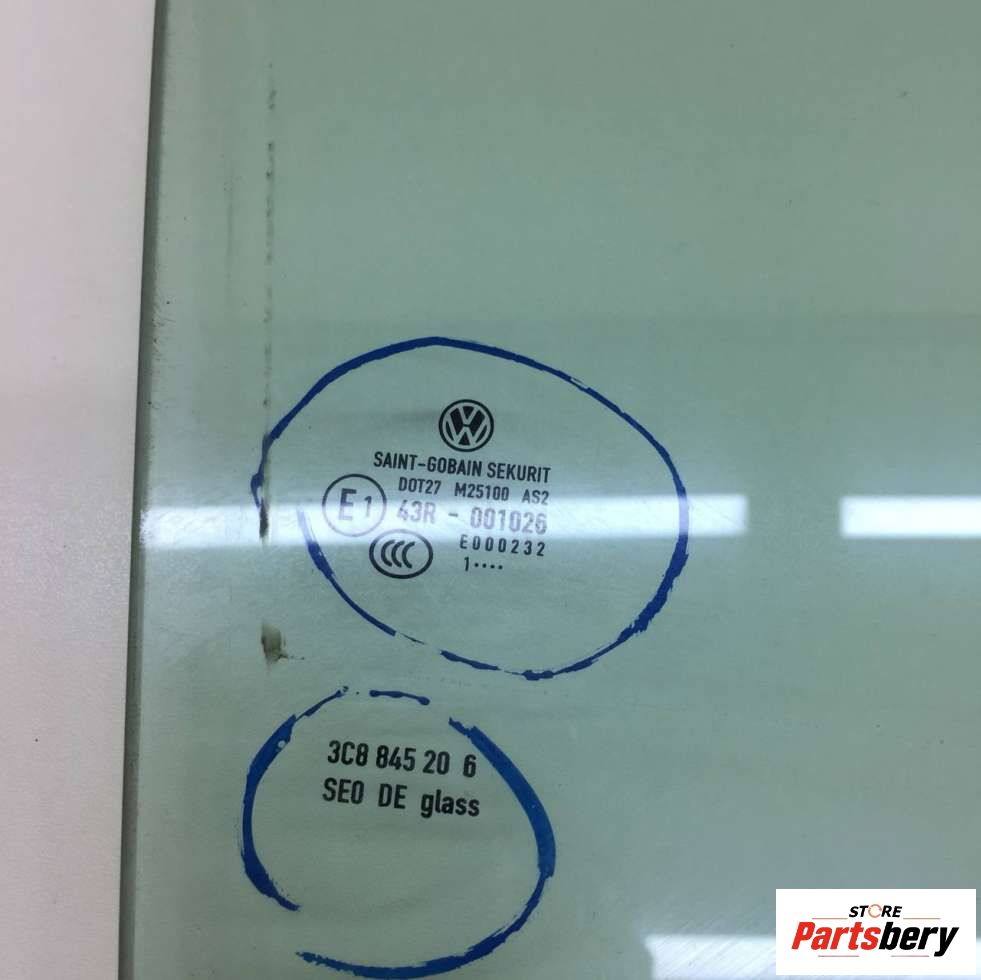 SAINT-GOBAIN SEKURIT
DOT27 M25100 AS2
E1 43R - 001026
E000232
1····
3C8 845 20 6
SEO DE glass
STORE
Partsbery